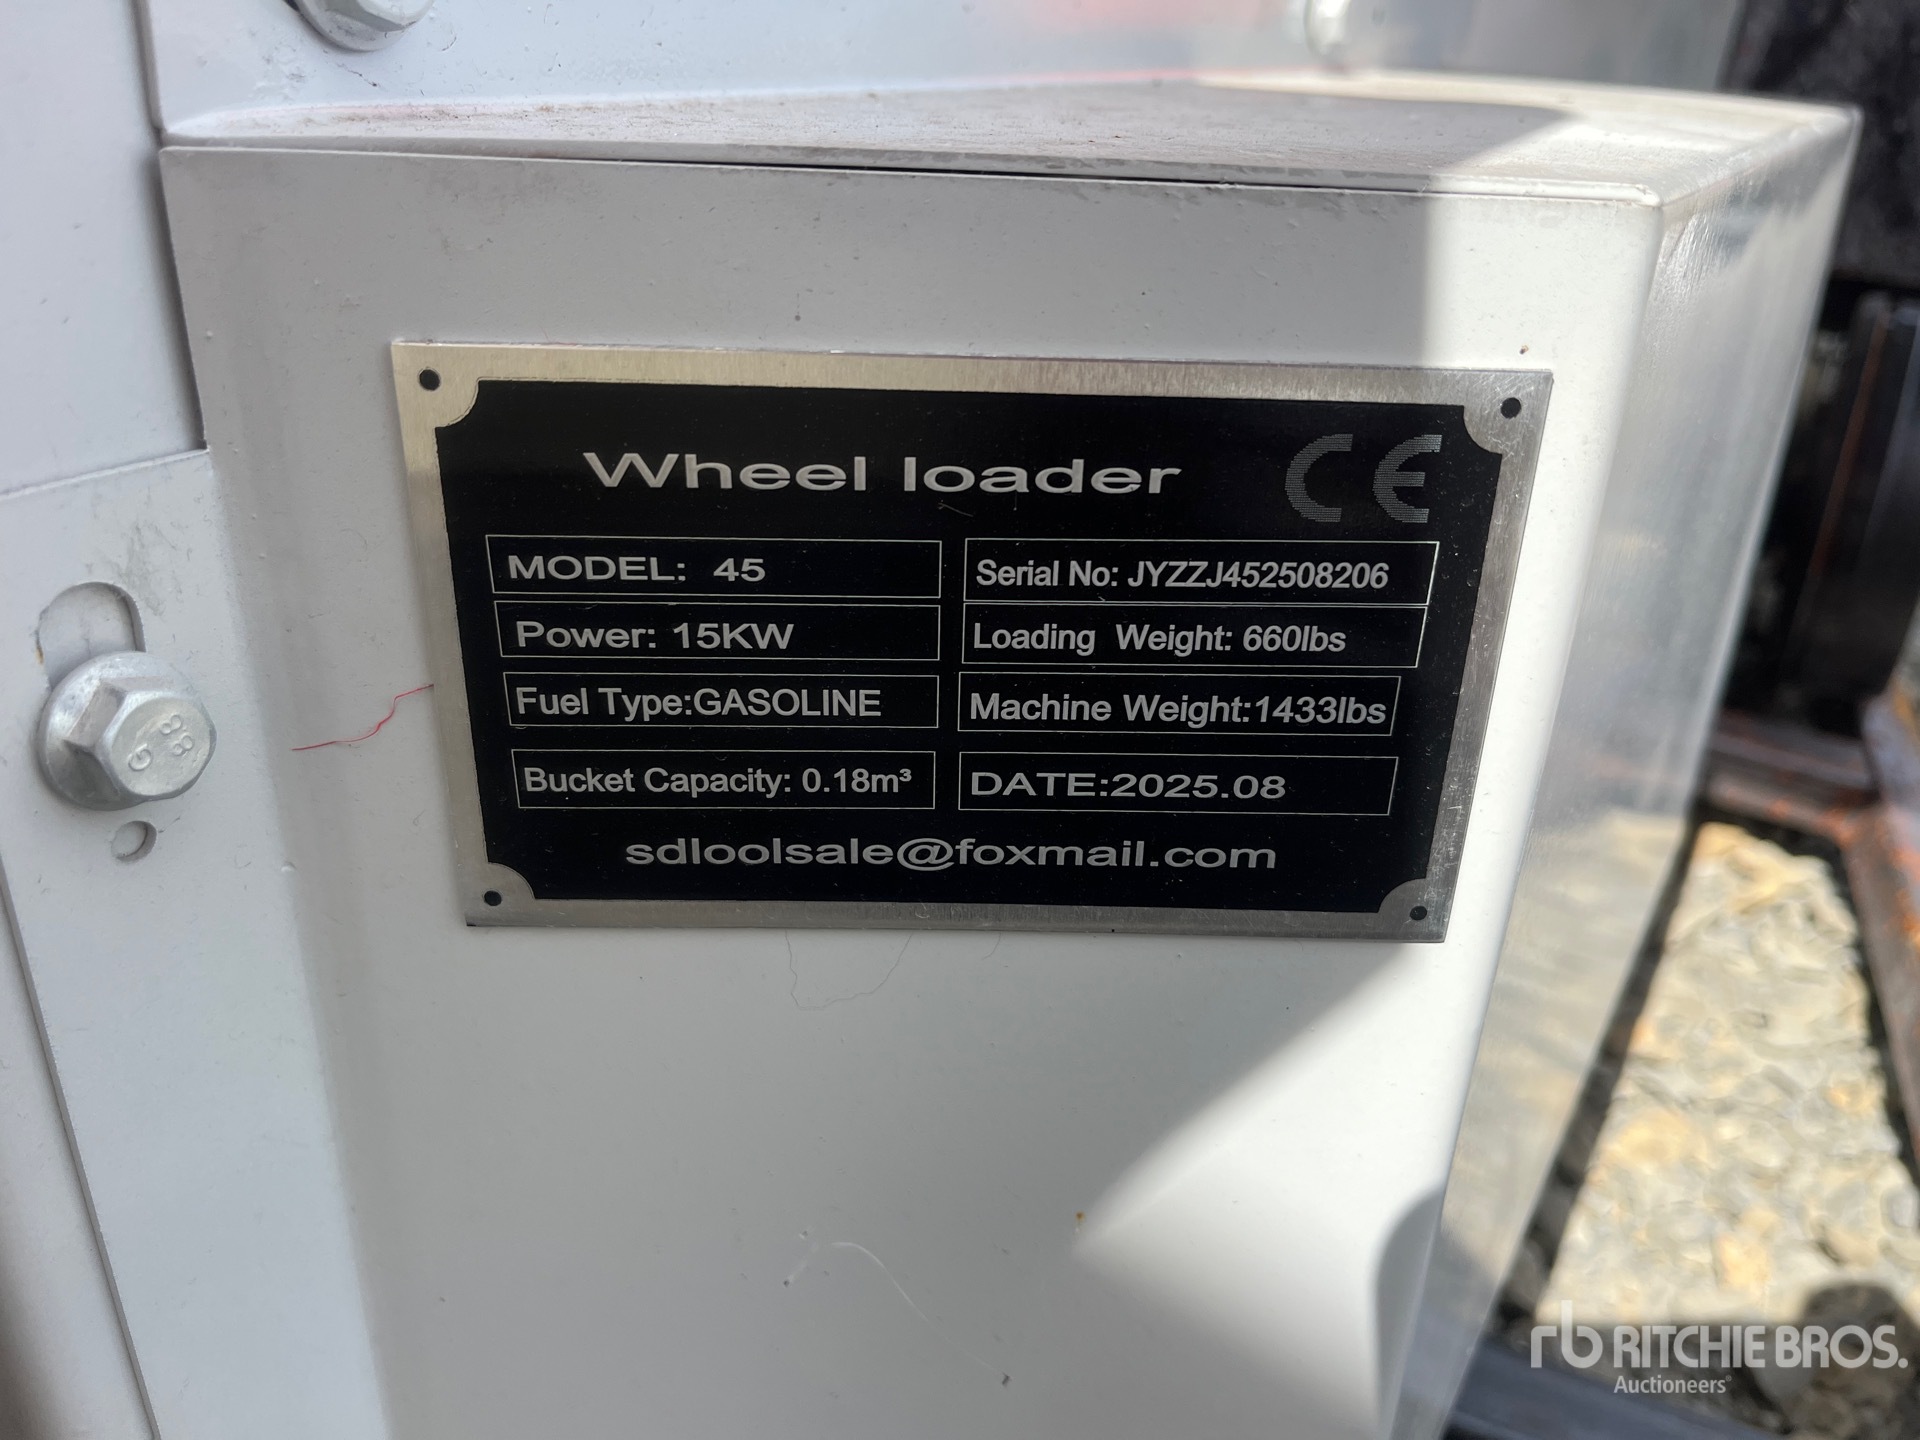 Wheel loader CE
MODEL: 45
Serial No: JYZZJ452508206
Power: 15KW
Loading Weight: 660lbs
Fuel Type:GASOLINE
Machine Weight:1433lbs
Bucket Capacity: 0.18m³
DATE:2025.08
sdloolsale@foxmail.com
G 88
rb RITCHIE BROS.
Auctioneers